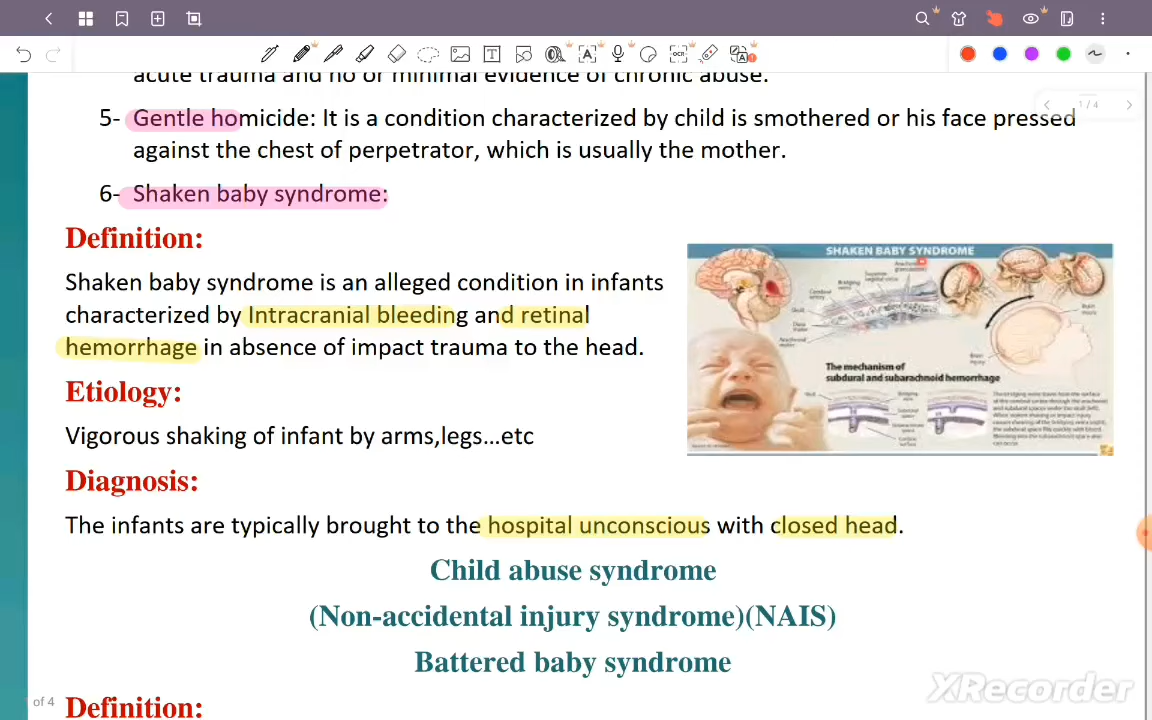 acute trauma and no or minimal evidence of chronic abuse.
5- Gentle homicide: It is a condition characterized by child is smothered or his face pressed
against the chest of perpetrator, which is usually the mother.
1 / 4
6- Shaken baby syndrome:
Definition:
Shaken baby syndrome is an alleged condition in infants
characterized by Intracranial bleeding and retinal
hemorrhage in absence of impact trauma to the head.
SHAKEN BABY SYNDROME
The mechanism of
subdural and subarachnoid hemorrhage
Etiology:
Vigorous shaking of infant by arms,legs...etc
Diagnosis:
The infants are typically brought to the hospital unconscious with closed head.
Child abuse syndrome
(Non-accidental injury syndrome)(NAIS)
Battered baby syndrome
Definition:
of 4
XRecorder